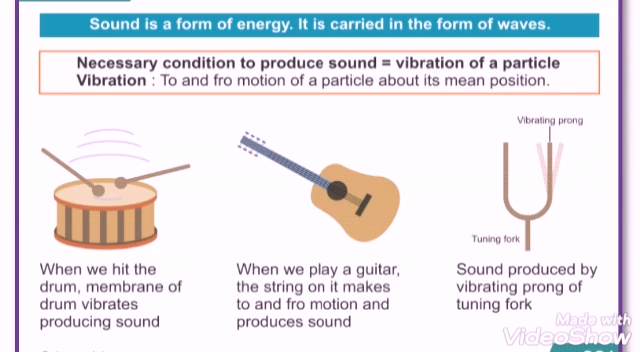 Sound is a form of energy. It is carried in the form of waves.
Necessary condition to produce sound = vibration of a particle
Vibration : To and fro motion of a particle about its mean position.
Vibrating prong
Tuning fork
When we hit the
drum, membrane of
drum vibrates
producing sound
When we play a guitar,
the string on it makes
to and fro motion and
produces sound
Sound produced by
vibrating prong of
tuning fork
Made with
VideoShow